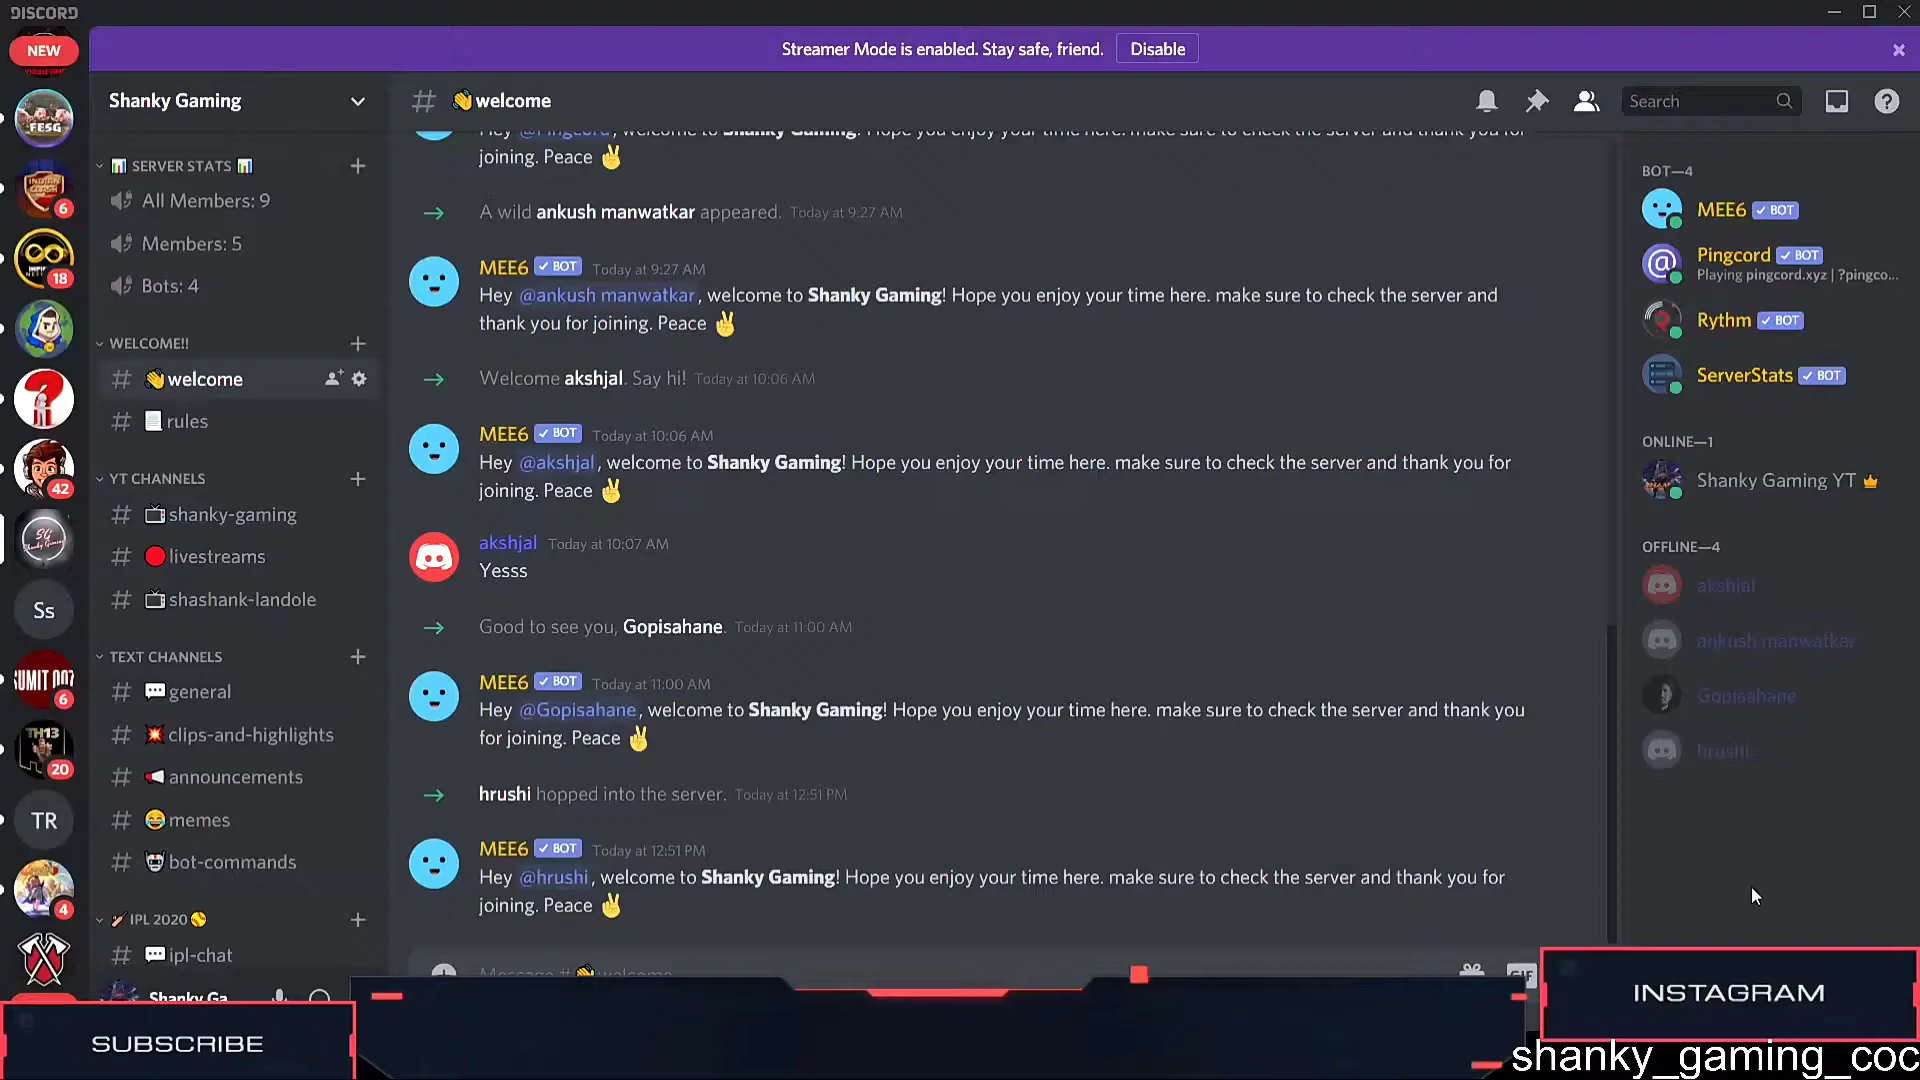 DISCORD
NEW
Streamer Mode is enabled. Stay safe, friend.
Disable
Shanky Gaming
# 👋welcome
Search
FESG
6
18
42
SG
Ss
SUMIT 007
6
TH13
20
TR
4
📊 SERVER STATS 📊
All Members: 9
Members: 5
Bots: 4
WELCOME!!
# 👋welcome
# 📃rules
YT CHANNELS
# 📺shanky-gaming
# 🔴livestreams
# 📺shashank-landole
TEXT CHANNELS
# 💬general
# 💥clips-and-highlights
# 📢announcements
# 😂memes
# 🤖bot-commands
🏏 IPL 2020 🥎
# 💬ipl-chat
Shanky Ga
Hey @Pingcord, welcome to Shanky Gaming! Hope you enjoy your time here. make sure to check the server and thank you for
joining. Peace ✌
A wild ankush manwatkar appeared. Today at 9:27 AM
MEE6 ✓ BOT Today at 9:27 AM
Hey @ankush manwatkar, welcome to Shanky Gaming! Hope you enjoy your time here. make sure to check the server and
thank you for joining. Peace ✌
Welcome akshjal. Say hi! Today at 10:06 AM
MEE6 ✓ BOT Today at 10:06 AM
Hey @akshjal, welcome to Shanky Gaming! Hope you enjoy your time here. make sure to check the server and thank you for
joining. Peace ✌
akshjal Today at 10:07 AM
Yesss
Good to see you, Gopisahane. Today at 11:00 AM
MEE6 ✓ BOT Today at 11:00 AM
Hey @Gopisahane, welcome to Shanky Gaming! Hope you enjoy your time here. make sure to check the server and thank you
for joining. Peace ✌
hrushi hopped into the server. Today at 12:51 PM
MEE6 ✓ BOT Today at 12:51 PM
Hey @hrushi, welcome to Shanky Gaming! Hope you enjoy your time here. make sure to check the server and thank you for
joining. Peace ✌
Message #👋welcome
GIF
BOT—4
MEE6 ✓ BOT
Pingcord ✓ BOT
Playing pingcord.xyz | ?pingco...
Rythm ✓ BOT
ServerStats ✓ BOT
ONLINE—1
Shanky Gaming YT
OFFLINE—4
akshjal
ankush manwatkar
Gopisahane
hrushi
SUBSCRIBE
INSTAGRAM
shanky_gaming_coc